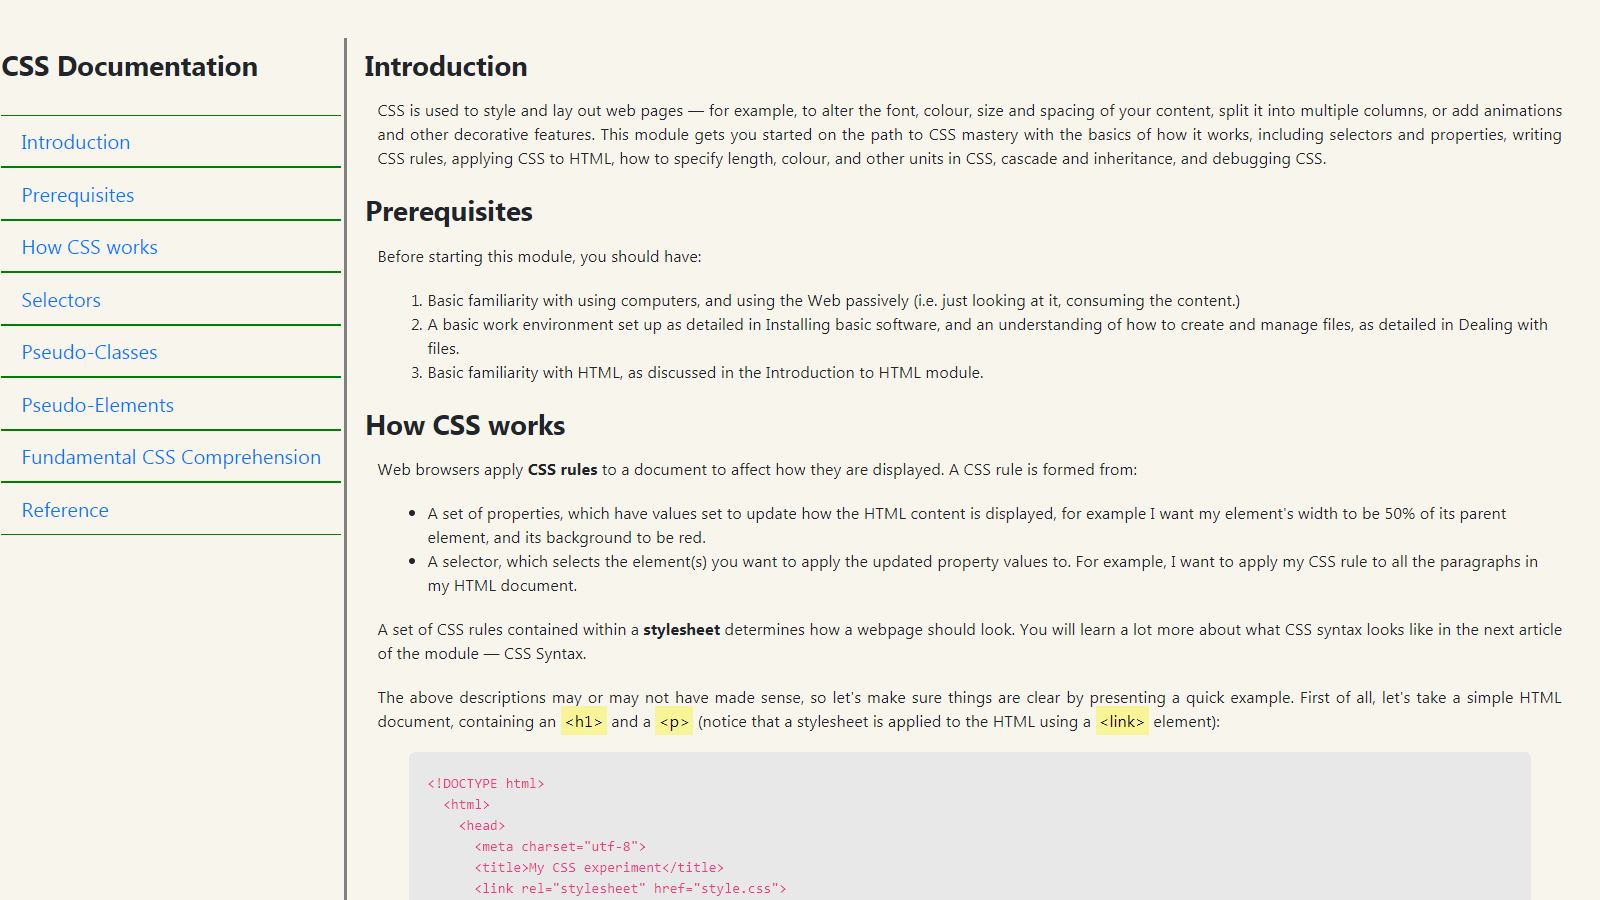 CSS Documentation
Introduction
Prerequisites
How CSS works
Selectors
Pseudo-Classes
Pseudo-Elements
Fundamental CSS Comprehension
Reference
Introduction
CSS is used to style and lay out web pages — for example, to alter the font, colour, size and spacing of your content, split it into multiple columns, or add animations
and other decorative features. This module gets you started on the path to CSS mastery with the basics of how it works, including selectors and properties, writing
CSS rules, applying CSS to HTML, how to specify length, colour, and other units in CSS, cascade and inheritance, and debugging CSS.
Prerequisites
Before starting this module, you should have:
1. Basic familiarity with using computers, and using the Web passively (i.e. just looking at it, consuming the content.)
2. A basic work environment set up as detailed in Installing basic software, and an understanding of how to create and manage files, as detailed in Dealing with
files.
3. Basic familiarity with HTML, as discussed in the Introduction to HTML module.
How CSS works
Web browsers apply CSS rules to a document to affect how they are displayed. A CSS rule is formed from:
• A set of properties, which have values set to update how the HTML content is displayed, for example I want my element's width to be 50% of its parent
element, and its background to be red.
• A selector, which selects the element(s) you want to apply the updated property values to. For example, I want to apply my CSS rule to all the paragraphs in
my HTML document.
A set of CSS rules contained within a stylesheet determines how a webpage should look. You will learn a lot more about what CSS syntax looks like in the next article
of the module — CSS Syntax.
The above descriptions may or may not have made sense, so let's make sure things are clear by presenting a quick example. First of all, let's take a simple HTML
document, containing an <h1> and a <p> (notice that a stylesheet is applied to the HTML using a <link> element):
<!DOCTYPE html>
<html>
<head>
<meta charset="utf-8">
<title>My CSS experiment</title>
<link rel="stylesheet" href="style.css">